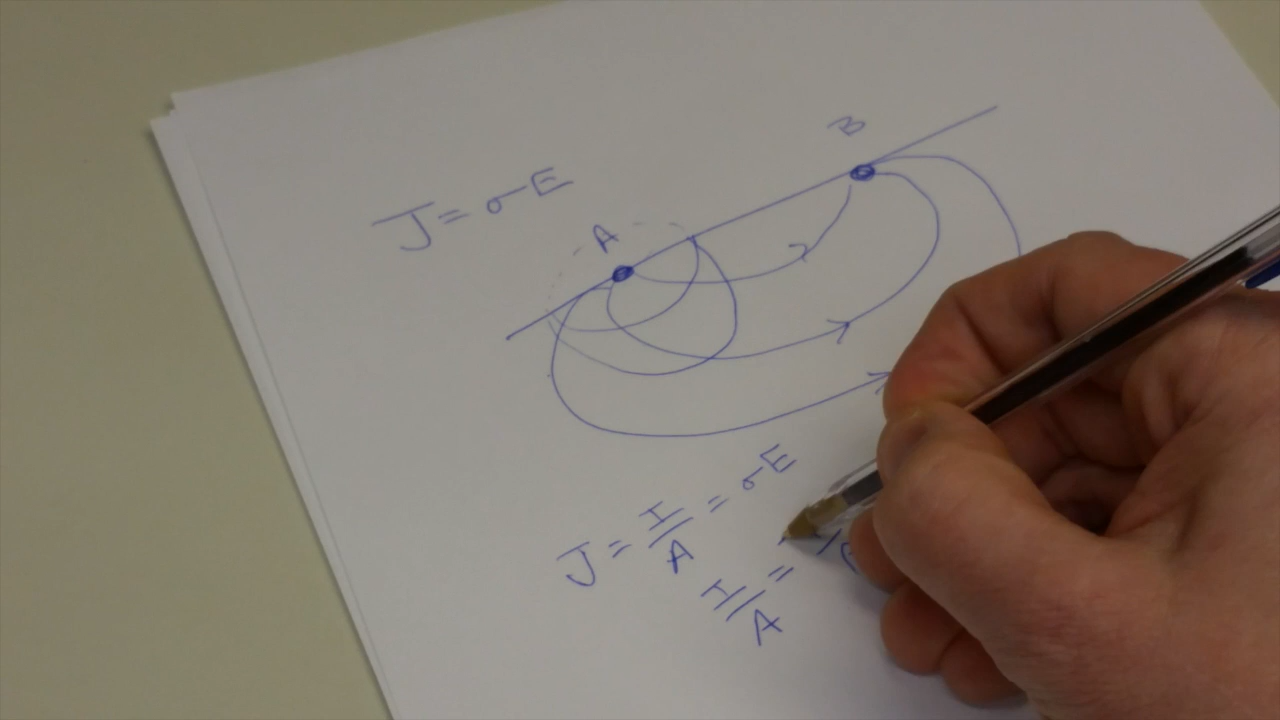 J = σE
A
B
J = I/A = σE
I/A =